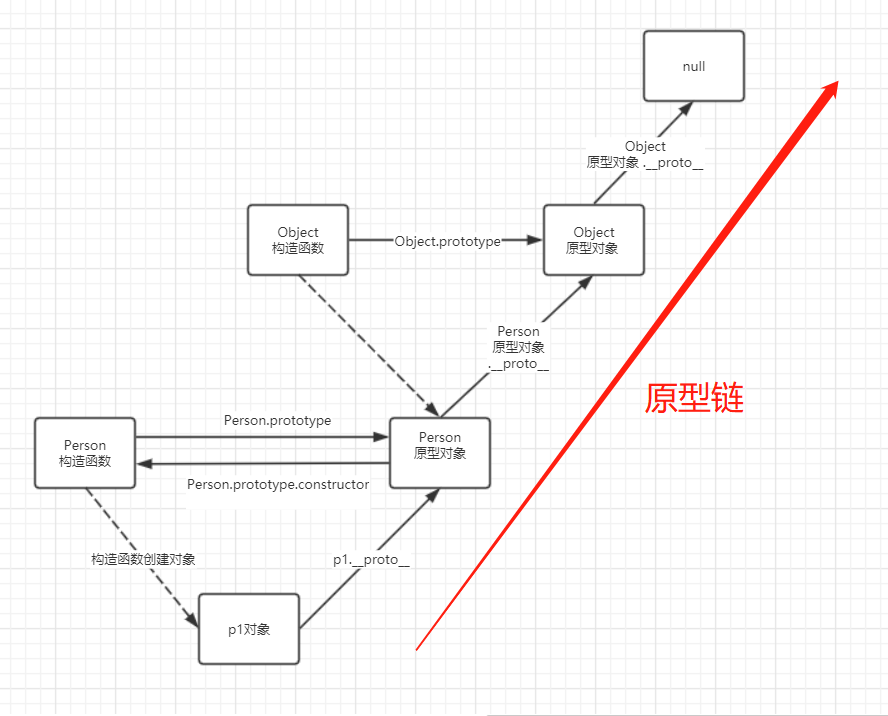 null
Object
原型对象 .__proto__
Object
构造函数
Object.prototype
Object
原型对象
Person
原型对象
.__proto__
原型链
Person
构造函数
Person.prototype
Person.prototype.constructor
Person
原型对象
构造函数创建对象
p1.__proto__
p1对象